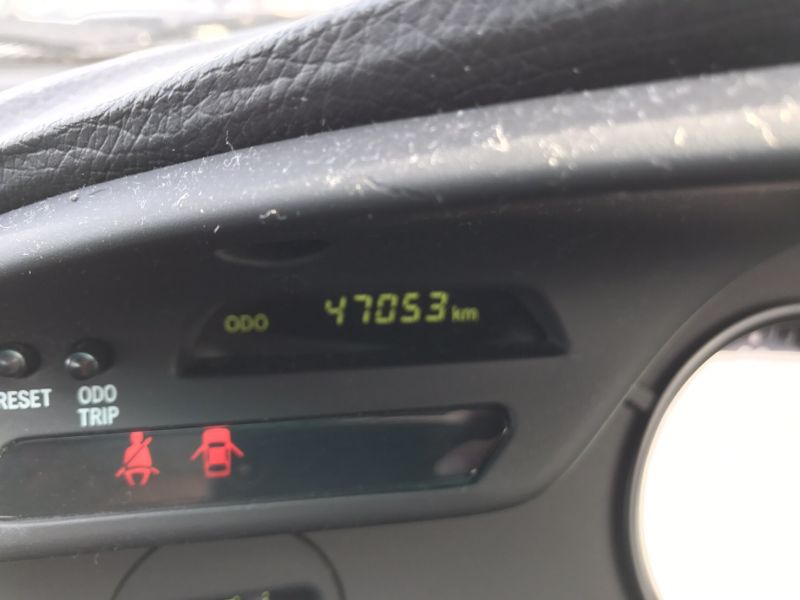 ODO 47053 km
RESET
ODO
TRIP